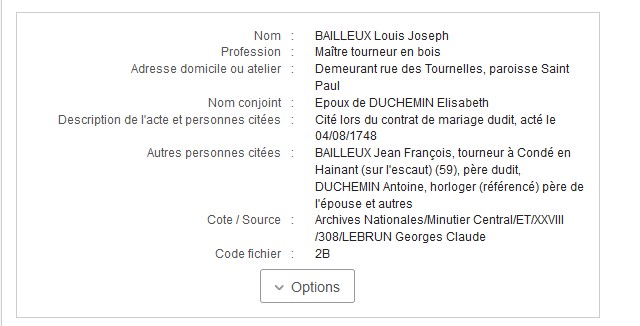 Nom : BAILLEUX Louis Joseph
Profession : Maître tourneur en bois
Adresse domicile ou atelier : Demeurant rue des Tournelles, paroisse Saint
Paul
Nom conjoint : Epoux de DUCHEMIN Elisabeth
Description de l'acte et personnes citées : Cité lors du contrat de mariage dudit, acté le
04/08/1748
Autres personnes citées : BAILLEUX Jean François, tourneur à Condé en
Hainant (sur l'escaut) (59), père dudit,
DUCHEMIN Antoine, horloger (référencé) père de
l'épouse et autres
Cote / Source : Archives Nationales/Minutier Central/ET/XXVIII
/308/LEBRUN Georges Claude
Code fichier : 2B
Options